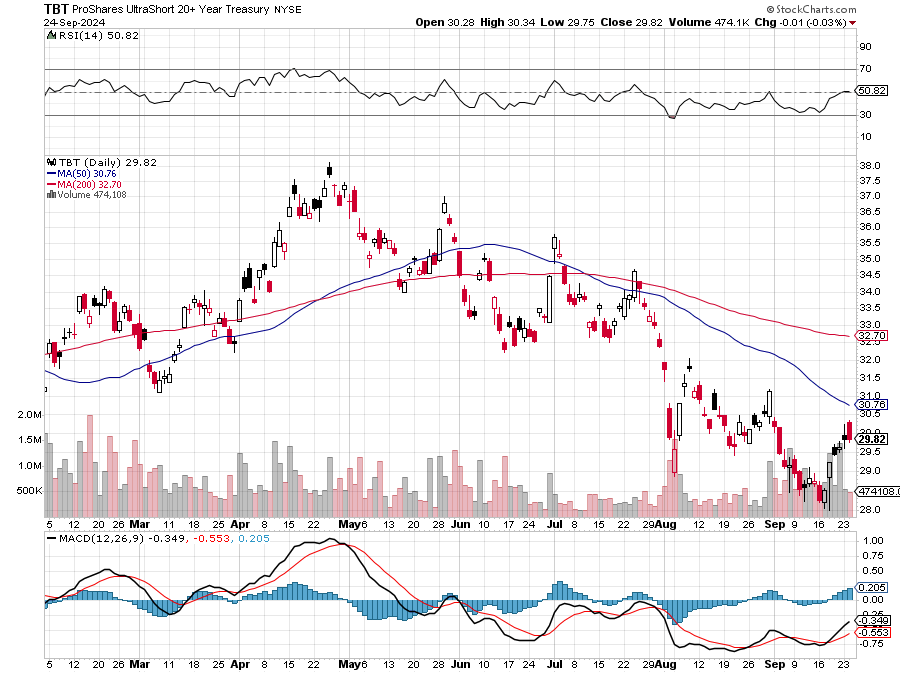 TBT ProShares UltraShort 20+ Year Treasury NYSE
© StockCharts.com
24-Sep-2024
Open 30.28 High 30.34 Low 29.75 Close 29.82 Volume 474.1K Chg -0.01 (-0.03%)
RSI(14) 50.82
90
70
50.82
30
10
TBT (Daily) 29.82
MA(50) 30.76
MA(200) 32.70
Volume 474,108
38.0
37.5
37.0
36.5
36.0
35.5
35.0
34.5
34.0
33.5
33.0
32.70
32.5
32.0
31.5
31.0
30.76
30.5
30.0
29.82
29.5
29.0
474108.0
28.0
2.0M
1.5M
1.0M
500K
5 12 20 26 Mar 11 18 25 Apr 8 15 22 May 6 13 20 28 Jun 10 17 24 Jul 8 15 22 29 Aug 12 19 26 Sep 9 16 23
MACD(12,26,9) -0.349, -0.553, 0.205
1.00
0.75
0.50
0.205
0.00
-0.349
-0.553
-0.75
5 12 20 26 Mar 11 18 25 Apr 8 15 22 May 6 13 20 28 Jun 10 17 24 Jul 8 15 22 29 Aug 12 19 26 Sep 9 16 23